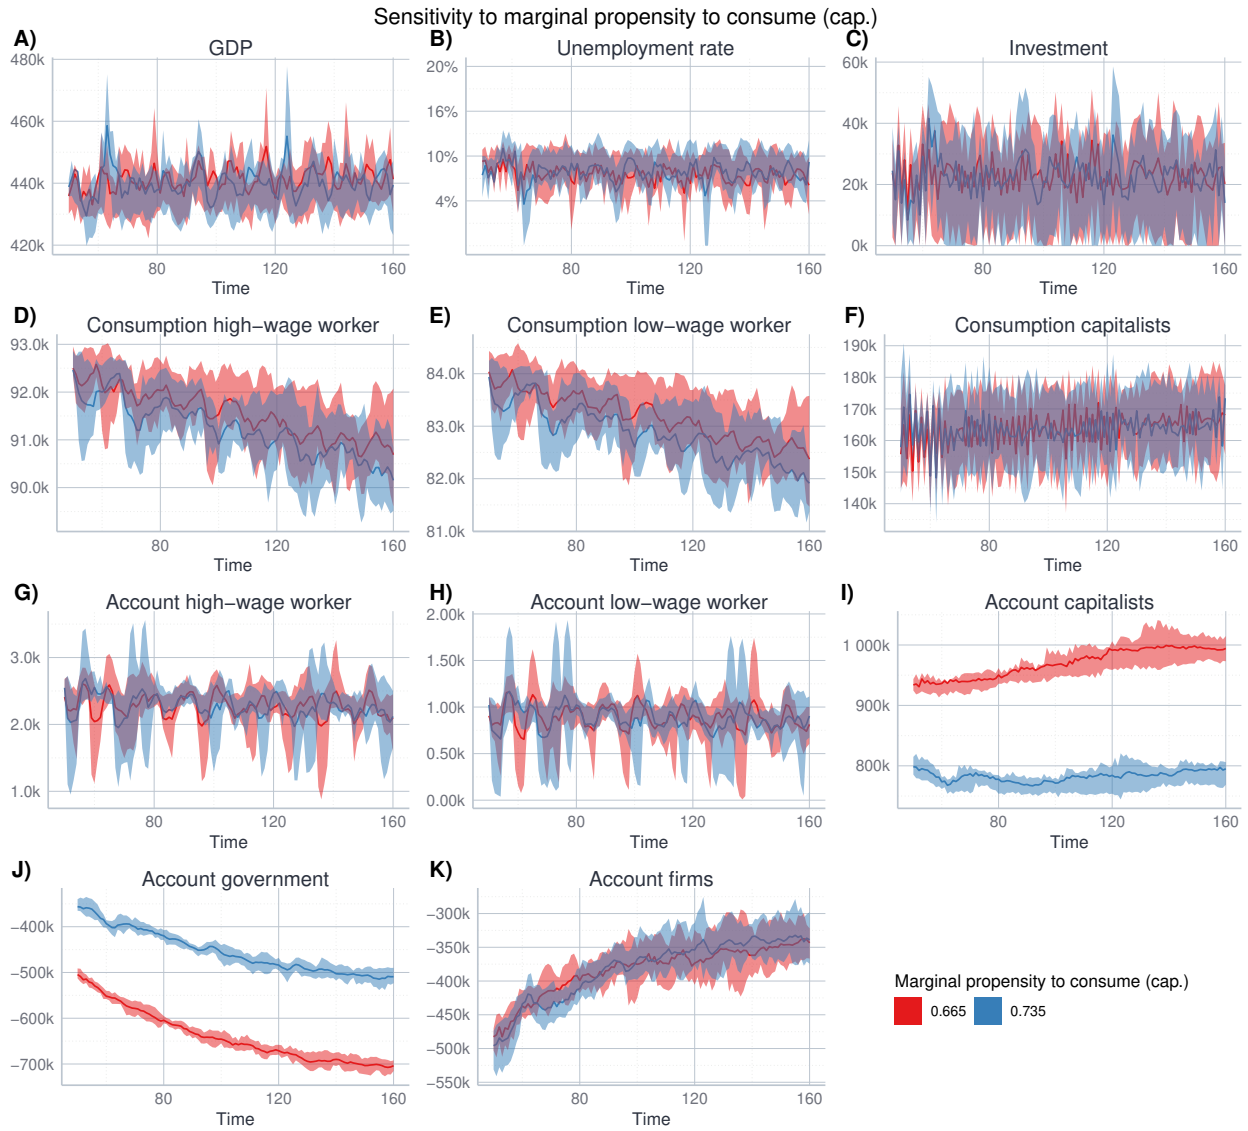 Sensitivity to marginal propensity to consume (cap.)
A)
GDP
480k
460k
440k
420k
80
120
160
Time
B)
Unemployment rate
20%
16%
10%
4%
80
120
160
Time
C)
Investment
60k
40k
20k
0k
80
120
160
Time
D)
Consumption high−wage worker
93.0k
92.0k
91.0k
90.0k
80
120
160
Time
E)
Consumption low−wage worker
84.0k
83.0k
82.0k
81.0k
80
120
160
Time
F)
Consumption capitalists
190k
180k
170k
160k
150k
140k
80
120
160
Time
G)
Account high−wage worker
3.0k
2.0k
1.0k
80
120
160
Time
H)
Account low−wage worker
2.00k
1.50k
1.00k
0.50k
0.00k
80
120
160
Time
I)
Account capitalists
1 000k
900k
800k
80
120
160
Time
J)
Account government
−400k
−500k
−600k
−700k
80
120
160
Time
K)
Account firms
−300k
−350k
−400k
−450k
−500k
−550k
80
120
160
Time
Marginal propensity to consume (cap.)
0.665
0.735